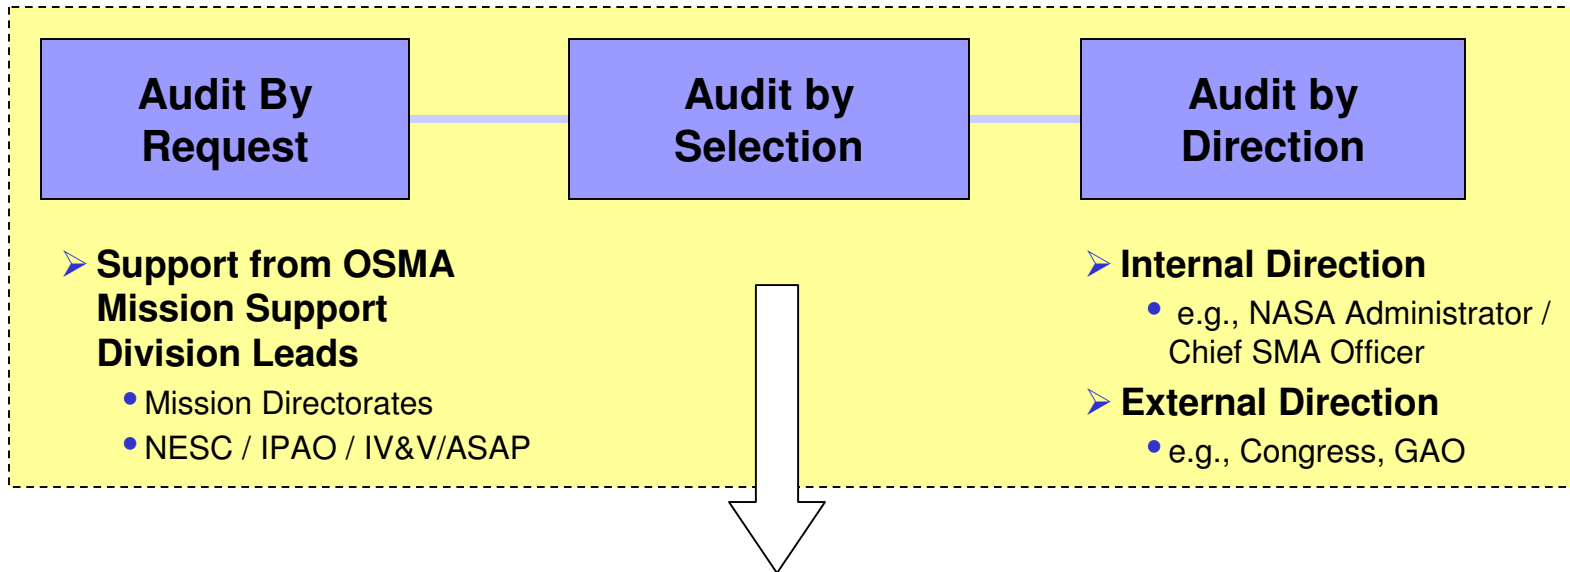 Audit By
Request
Audit by
Selection
Audit by
Direction
➢ Support from OSMA
Mission Support
Division Leads
• Mission Directorates
• NESC / IPAO / IV&V/ASAP
➢ Internal Direction
• e.g., NASA Administrator /
Chief SMA Officer
➢ External Direction
• e.g., Congress, GAO